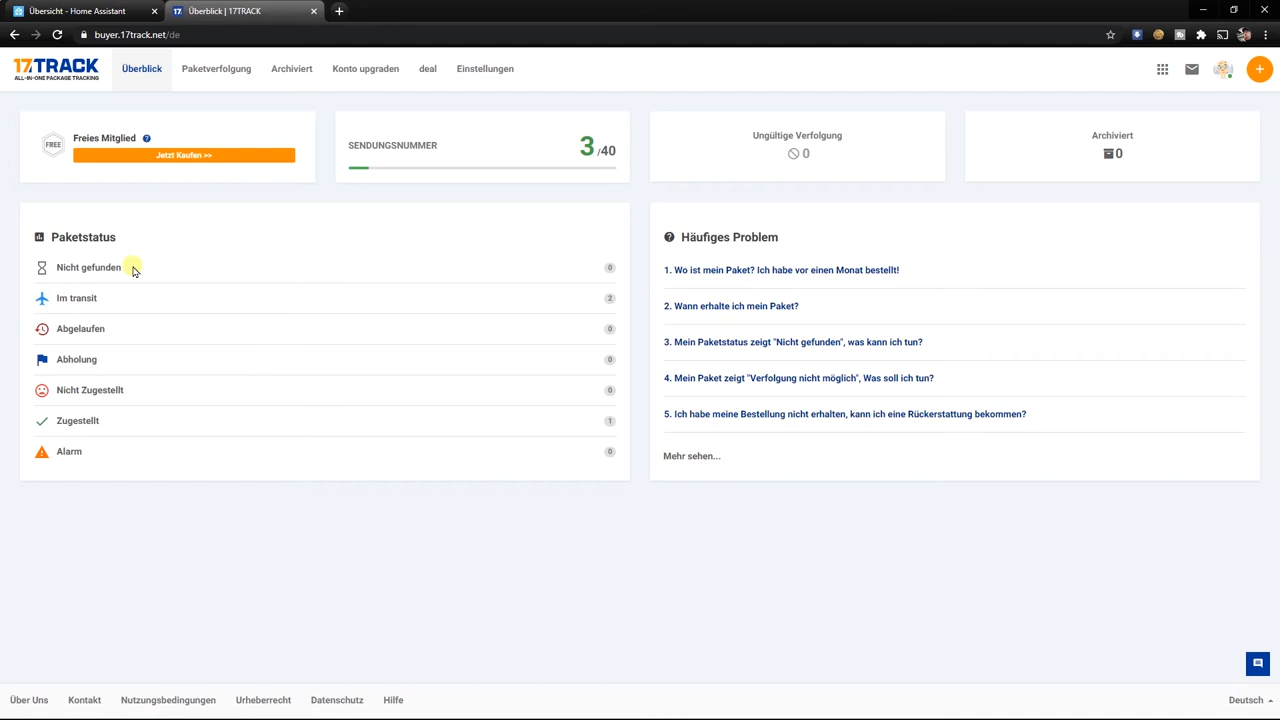 Übersicht - Home Assistant
17 Überblick | 17TRACK
buyer.17track.net/de
17TRACK
ALL-IN-ONE PACKAGE TRACKING
Überblick
Paketverfolgung
Archiviert
Konto upgraden
deal
Einstellungen
FREE
Freies Mitglied
Jetzt Kaufen >>
SENDUNGSNUMMER
3 /40
Ungültige Verfolgung
0
Archiviert
0
Paketstatus
Nicht gefunden 0
Im transit 2
Abgelaufen 0
Abholung 0
Nicht Zugestellt 0
Zugestellt 1
Alarm 0
Häufiges Problem
1. Wo ist mein Paket? Ich habe vor einen Monat bestellt!
2. Wann erhalte ich mein Paket?
3. Mein Paketstatus zeigt "Nicht gefunden", was kann ich tun?
4. Mein Paket zeigt "Verfolgung nicht möglich", Was soll ich tun?
5. Ich habe meine Bestellung nicht erhalten, kann ich eine Rückerstattung bekommen?
Mehr sehen...
Über Uns
Kontakt
Nutzungsbedingungen
Urheberrecht
Datenschutz
Hilfe
Deutsch